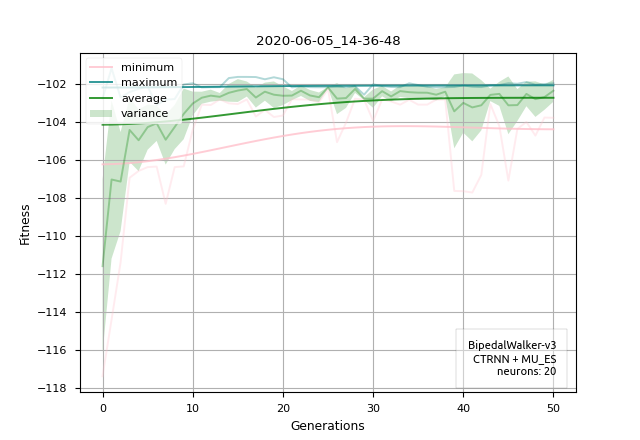 2020-06-05_14-36-48
minimum
maximum
average
variance
−102
−104
−106
−108
−110
−112
−114
−116
−118
Fitness
BipedalWalker-v3
CTRNN + MU_ES
neurons: 20
0 10 20 30 40 50
Generations